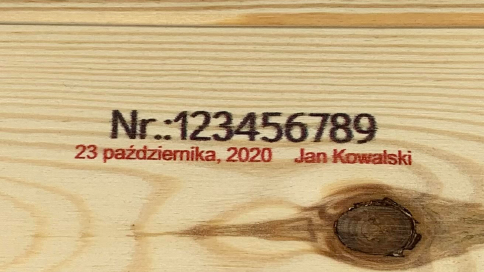 Nr.:123456789
23 października, 2020 Jan Kowalski